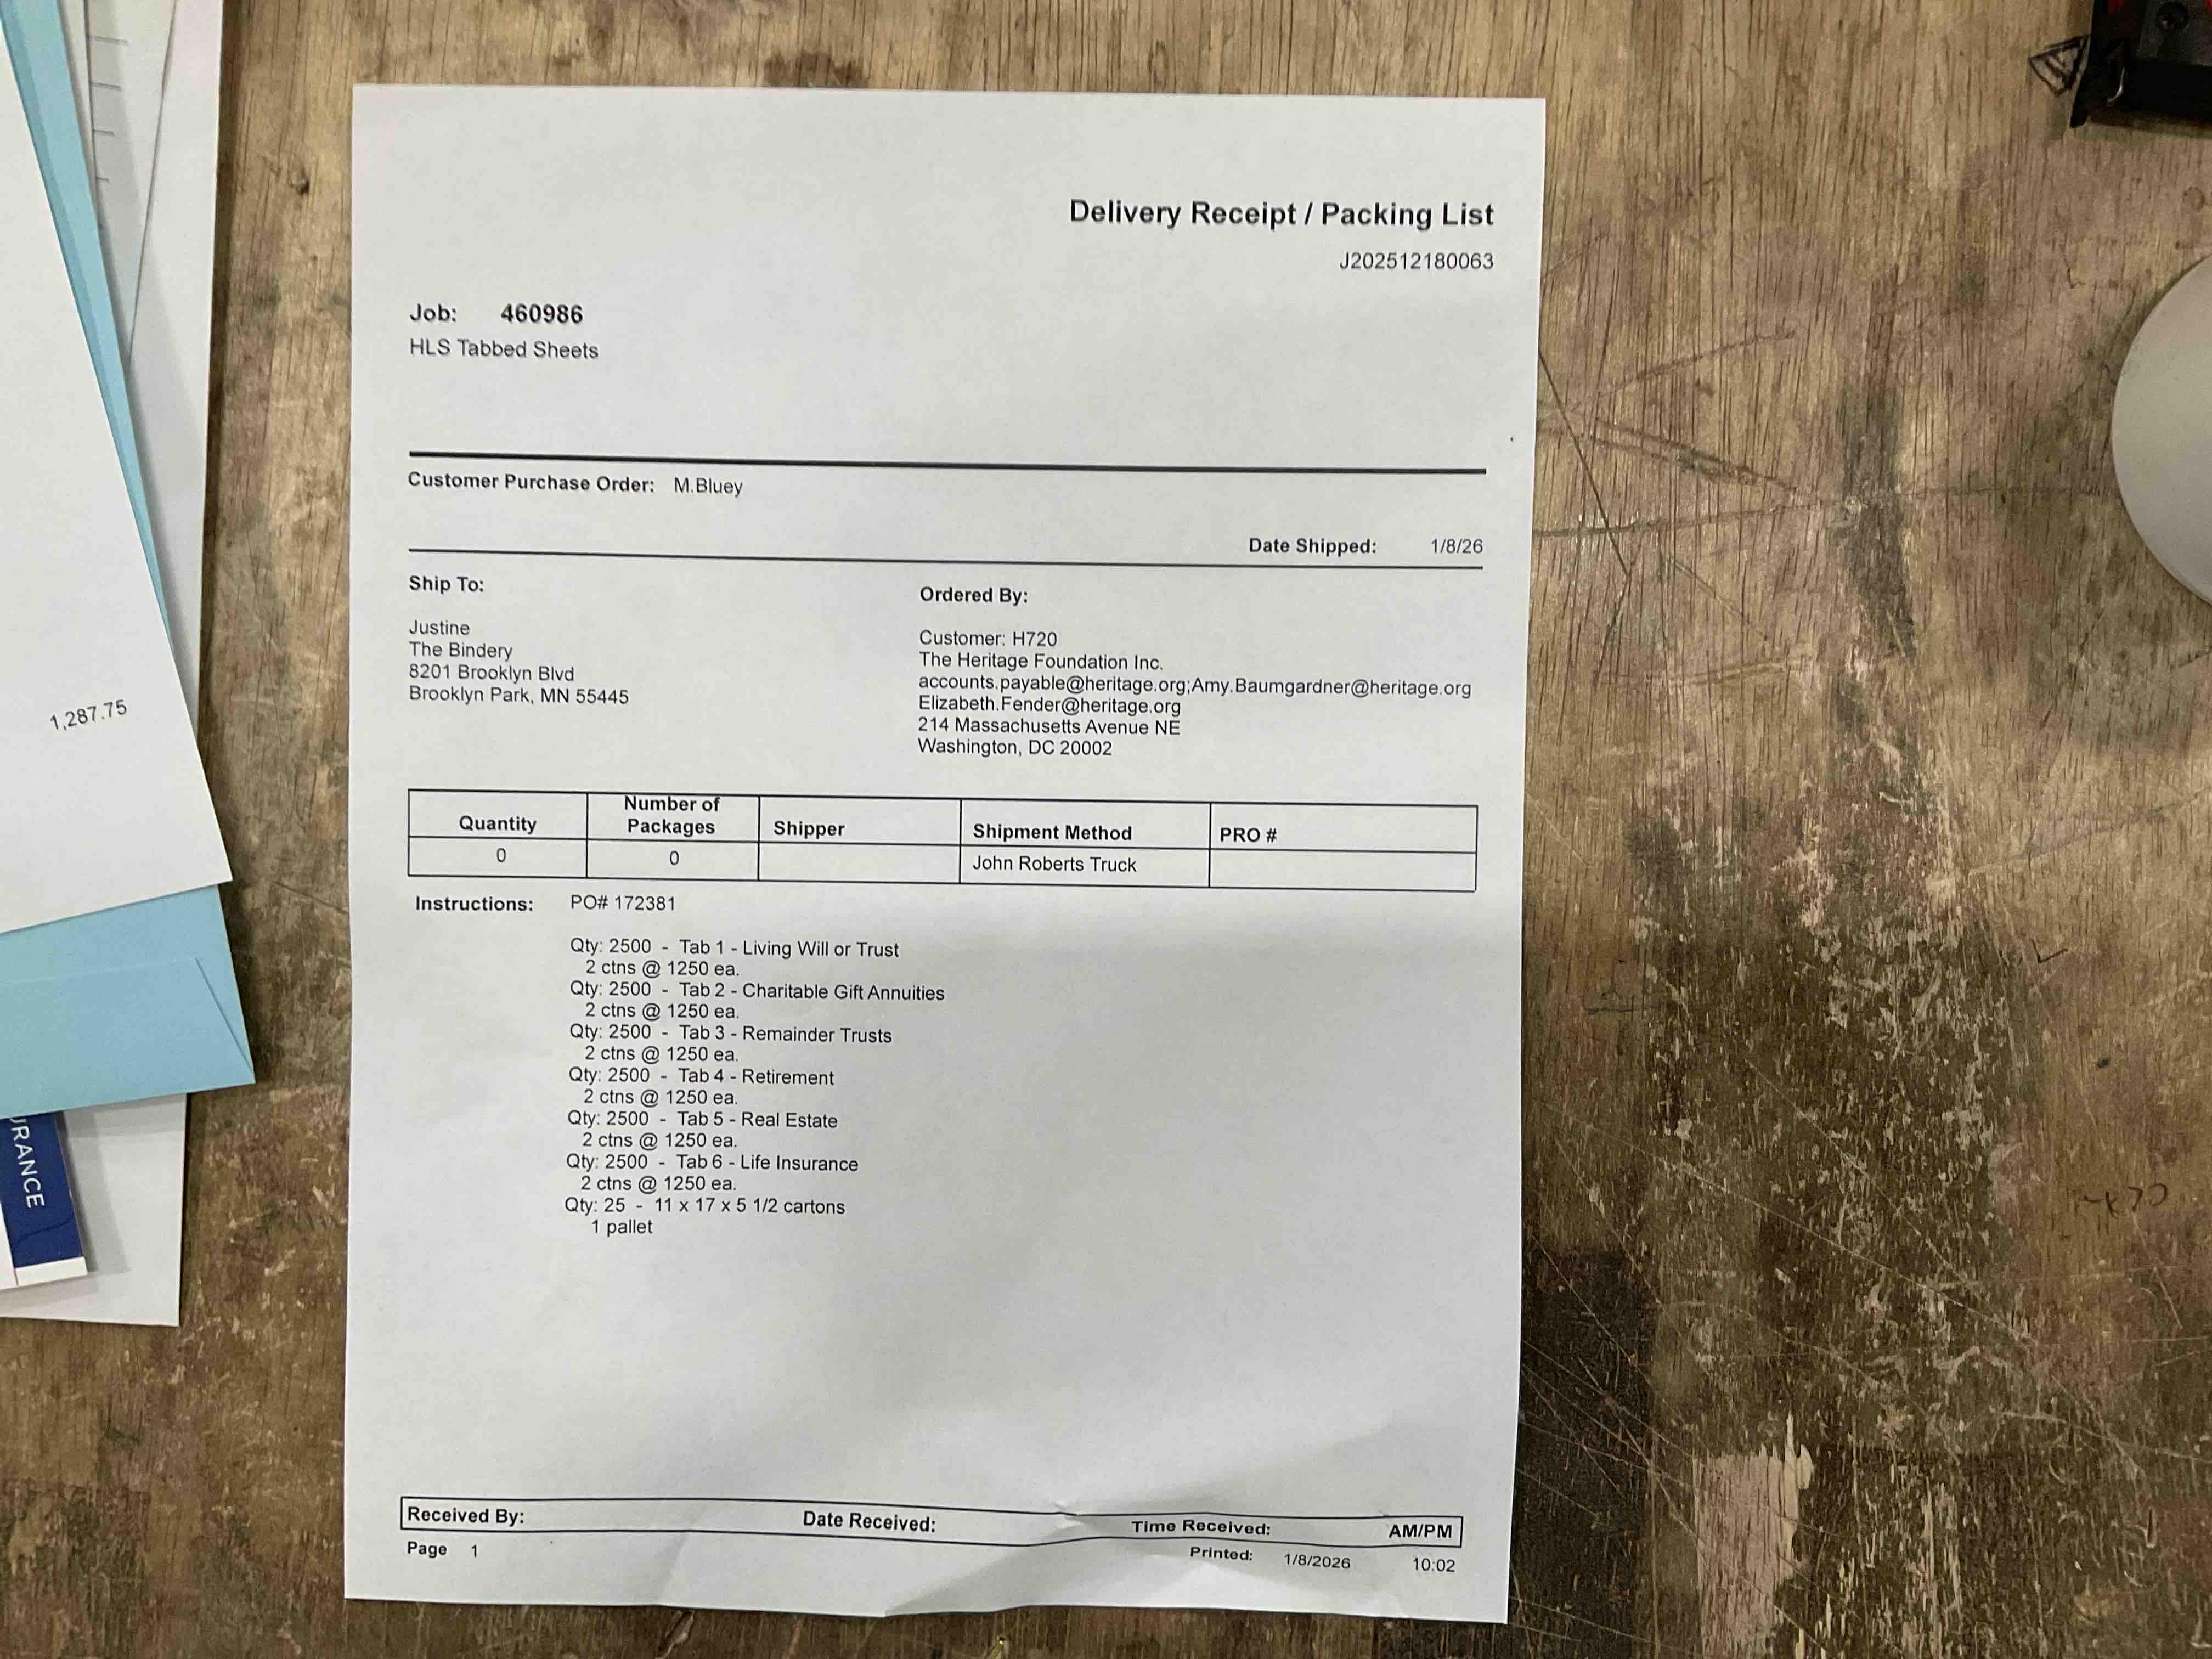 1,287.75
URANCE
Delivery Receipt / Packing List
J202512180063
Job: 460986
HLS Tabbed Sheets
Customer Purchase Order: M.Bluey
Date Shipped: 1/8/26
Ship To:
Justine
The Bindery
8201 Brooklyn Blvd
Brooklyn Park, MN 55445
Ordered By:
Customer: H720
The Heritage Foundation Inc.
accounts.payable@heritage.org;Amy.Baumgardner@heritage.org
Elizabeth.Fender@heritage.org
214 Massachusetts Avenue NE
Washington, DC 20002
Quantity Number of Packages Shipper Shipment Method PRO #
0 0 John Roberts Truck
Instructions: PO# 172381
Qty: 2500 - Tab 1 - Living Will or Trust
2 ctns @ 1250 ea.
Qty: 2500 - Tab 2 - Charitable Gift Annuities
2 ctns @ 1250 ea.
Qty: 2500 - Tab 3 - Remainder Trusts
2 ctns @ 1250 ea.
Qty: 2500 - Tab 4 - Retirement
2 ctns @ 1250 ea.
Qty: 2500 - Tab 5 - Real Estate
2 ctns @ 1250 ea.
Qty: 2500 - Tab 6 - Life Insurance
2 ctns @ 1250 ea.
Qty: 25 - 11 x 17 x 5 1/2 cartons
1 pallet
Received By: Date Received: Time Received: AM/PM
Page 1 Printed: 1/8/2026 10:02